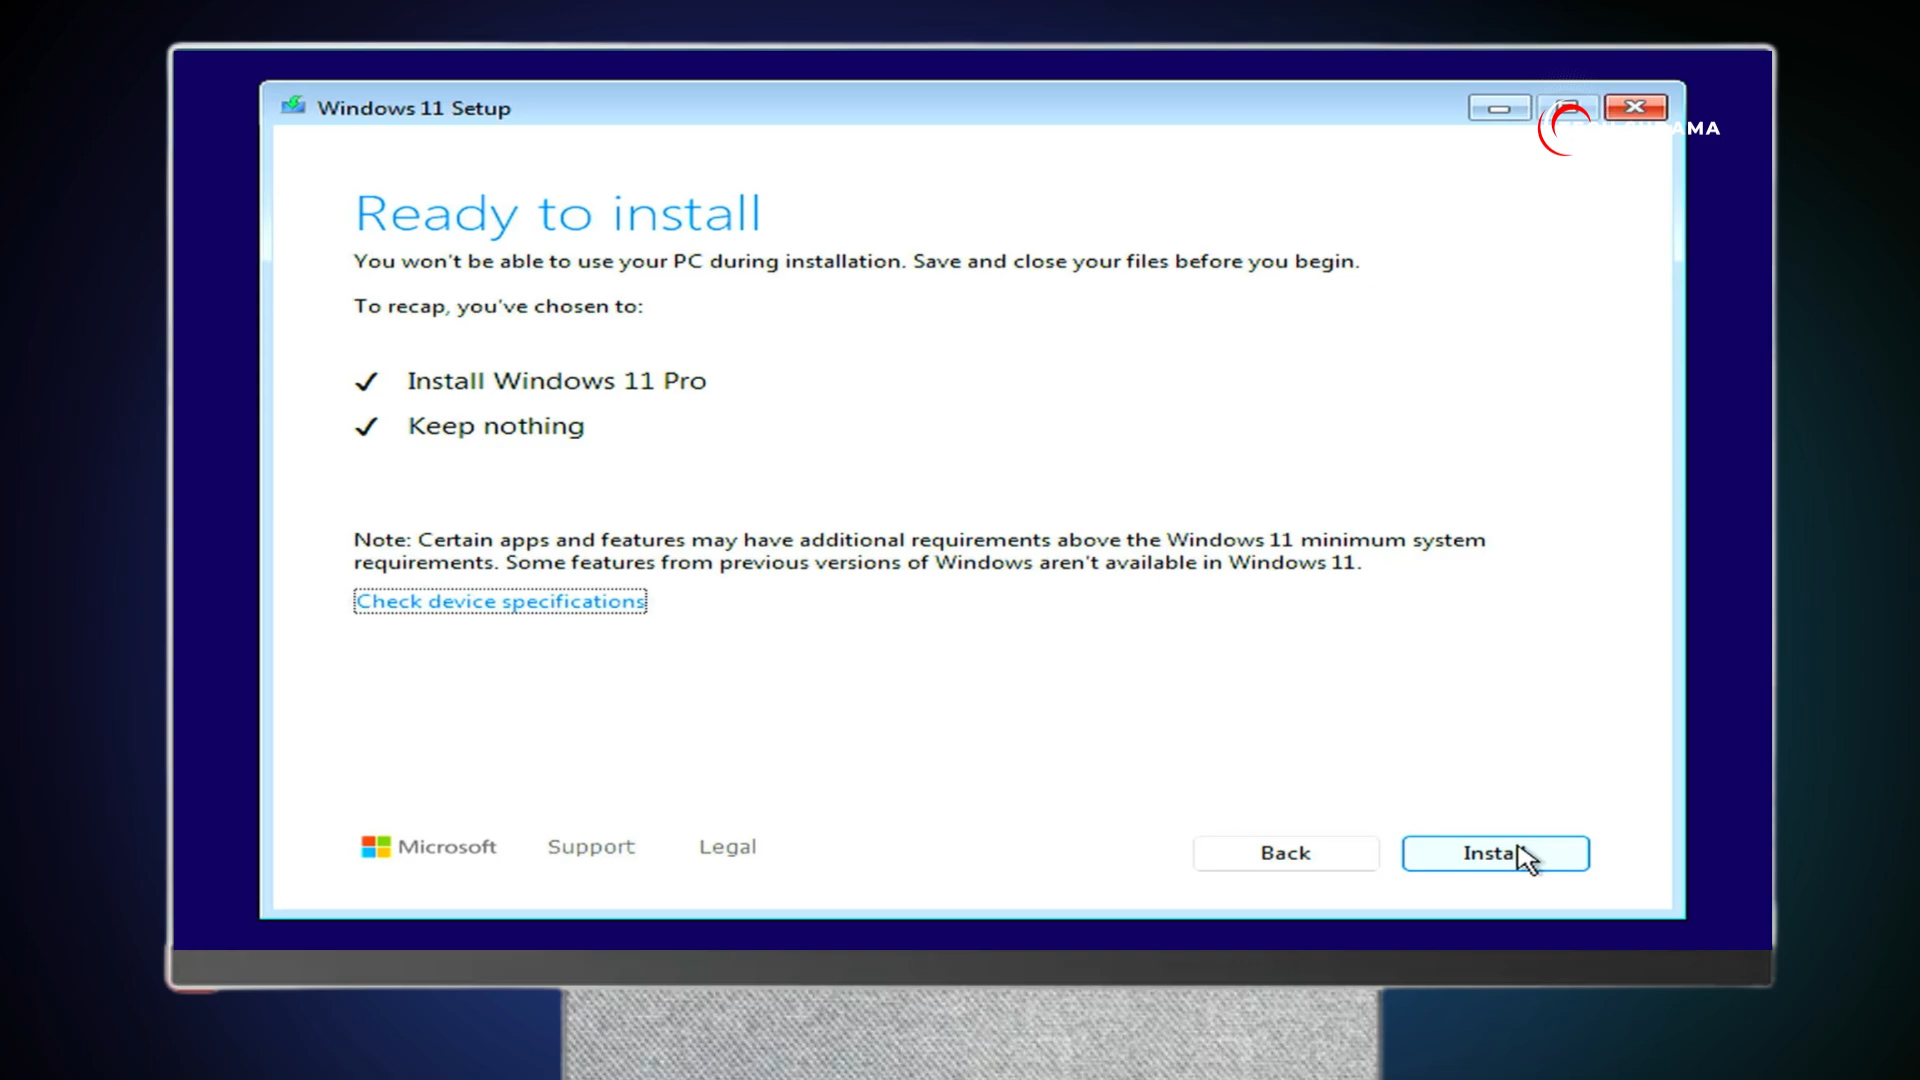 Windows 11 Setup
AMA
Ready to install
You won't be able to use your PC during installation. Save and close your files before you begin.
To recap, you've chosen to:
✓ Install Windows 11 Pro
✓ Keep nothing
Note: Certain apps and features may have additional requirements above the Windows 11 minimum system
requirements. Some features from previous versions of Windows aren't available in Windows 11.
Check device specifications
Microsoft Support Legal
Back Install